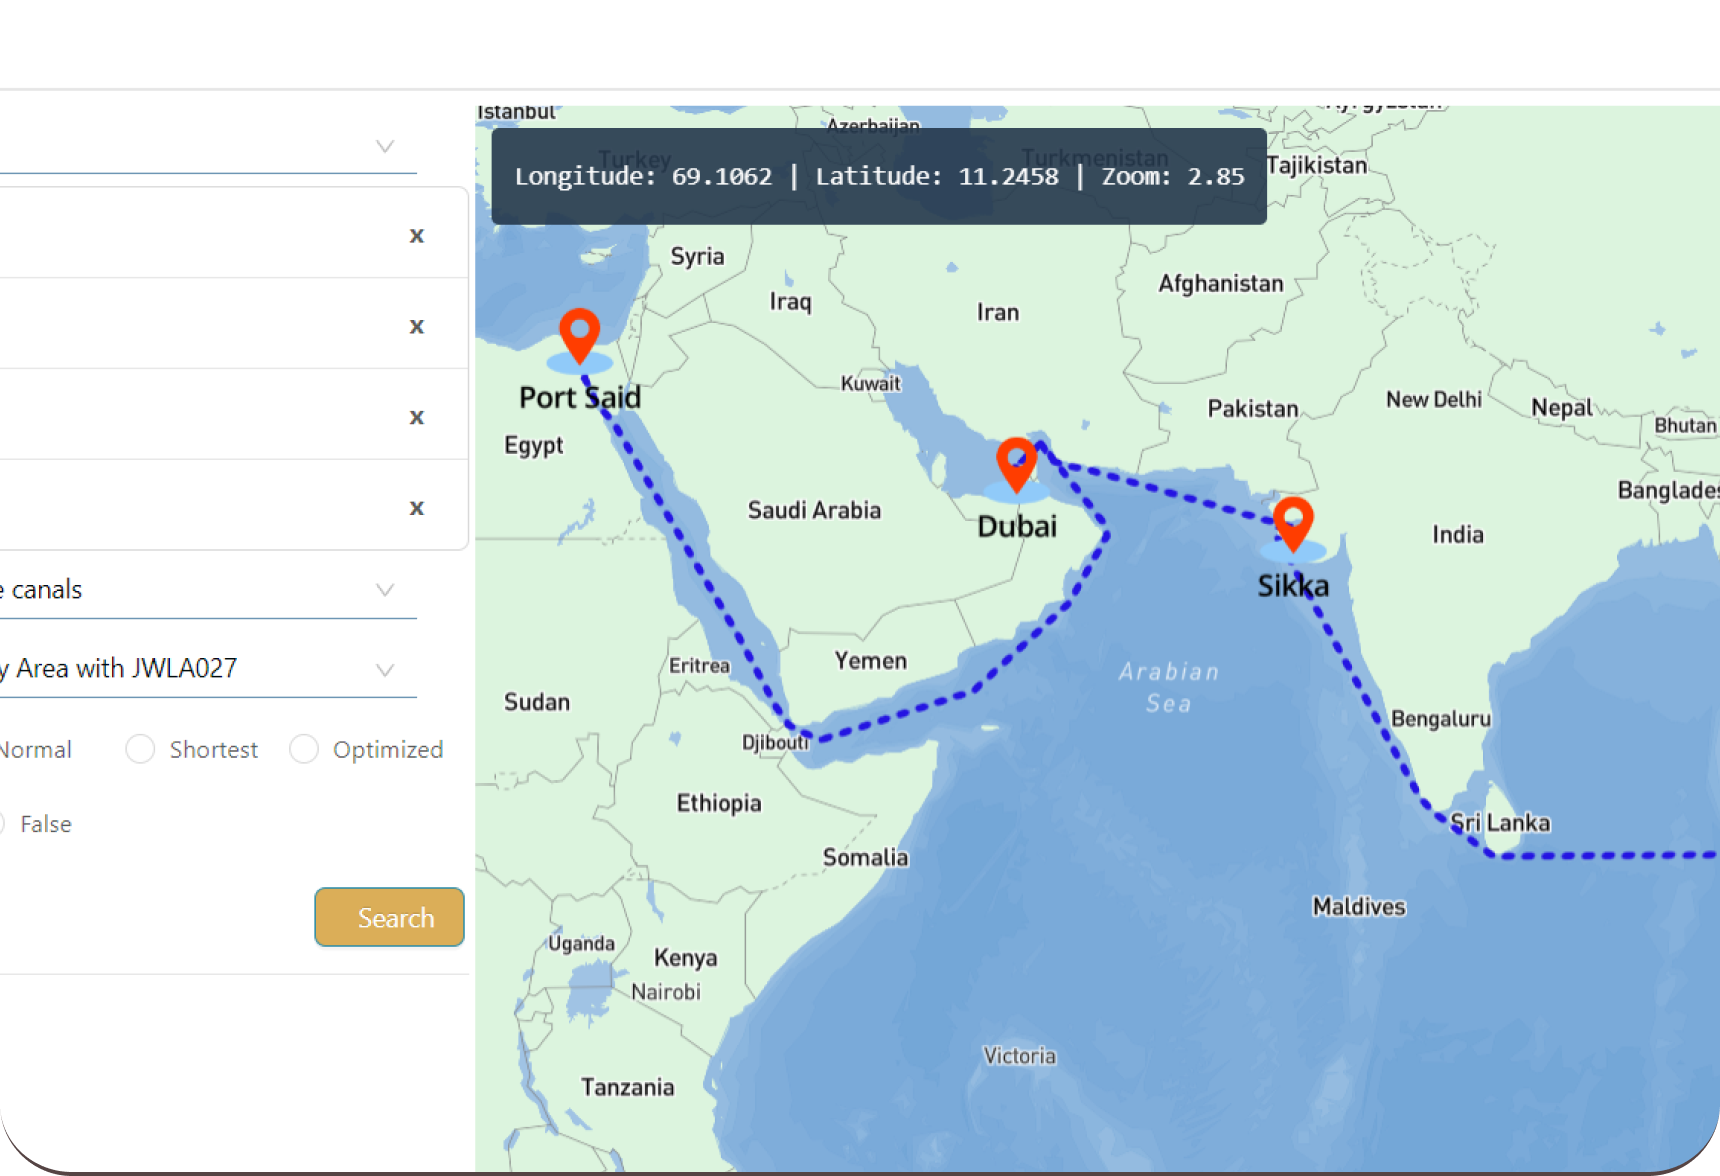 x
x
x
x
e canals
y Area with JWLA027
Normal
Shortest
Optimized
False
Search
Istanbul
Azerbaijan
Kyrgyzstan
Turkey
Turkmenistan
Tajikistan
Longitude: 69.1062 | Latitude: 11.2458 | Zoom: 2.85
Syria
Iraq
Iran
Afghanistan
Kuwait
Port Said
Pakistan
New Delhi
Nepal
Bhutan
Egypt
Saudi Arabia
Dubai
Banglades
India
Sikka
Eritrea
Yemen
Arabian
Sea
Sudan
Djibouti
Bengaluru
Ethiopia
Sri Lanka
Somalia
Maldives
Uganda
Kenya
Nairobi
Victoria
Tanzania